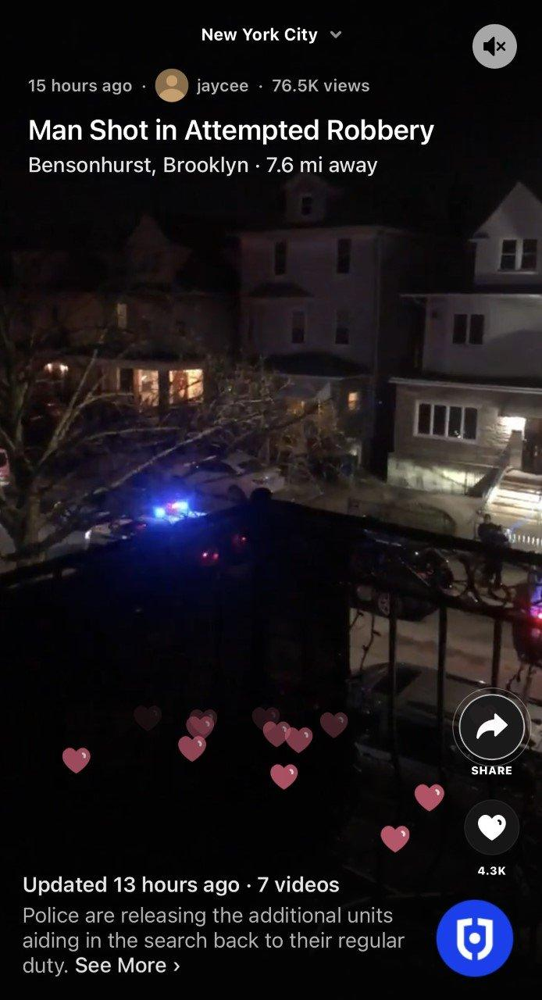 New York City
15 hours ago · jaycee · 76.5K views
Man Shot in Attempted Robbery
Bensonhurst, Brooklyn · 7.6 mi away
SHARE
4.3K
Updated 13 hours ago · 7 videos
Police are releasing the additional units
aiding in the search back to their regular
duty. See More ›